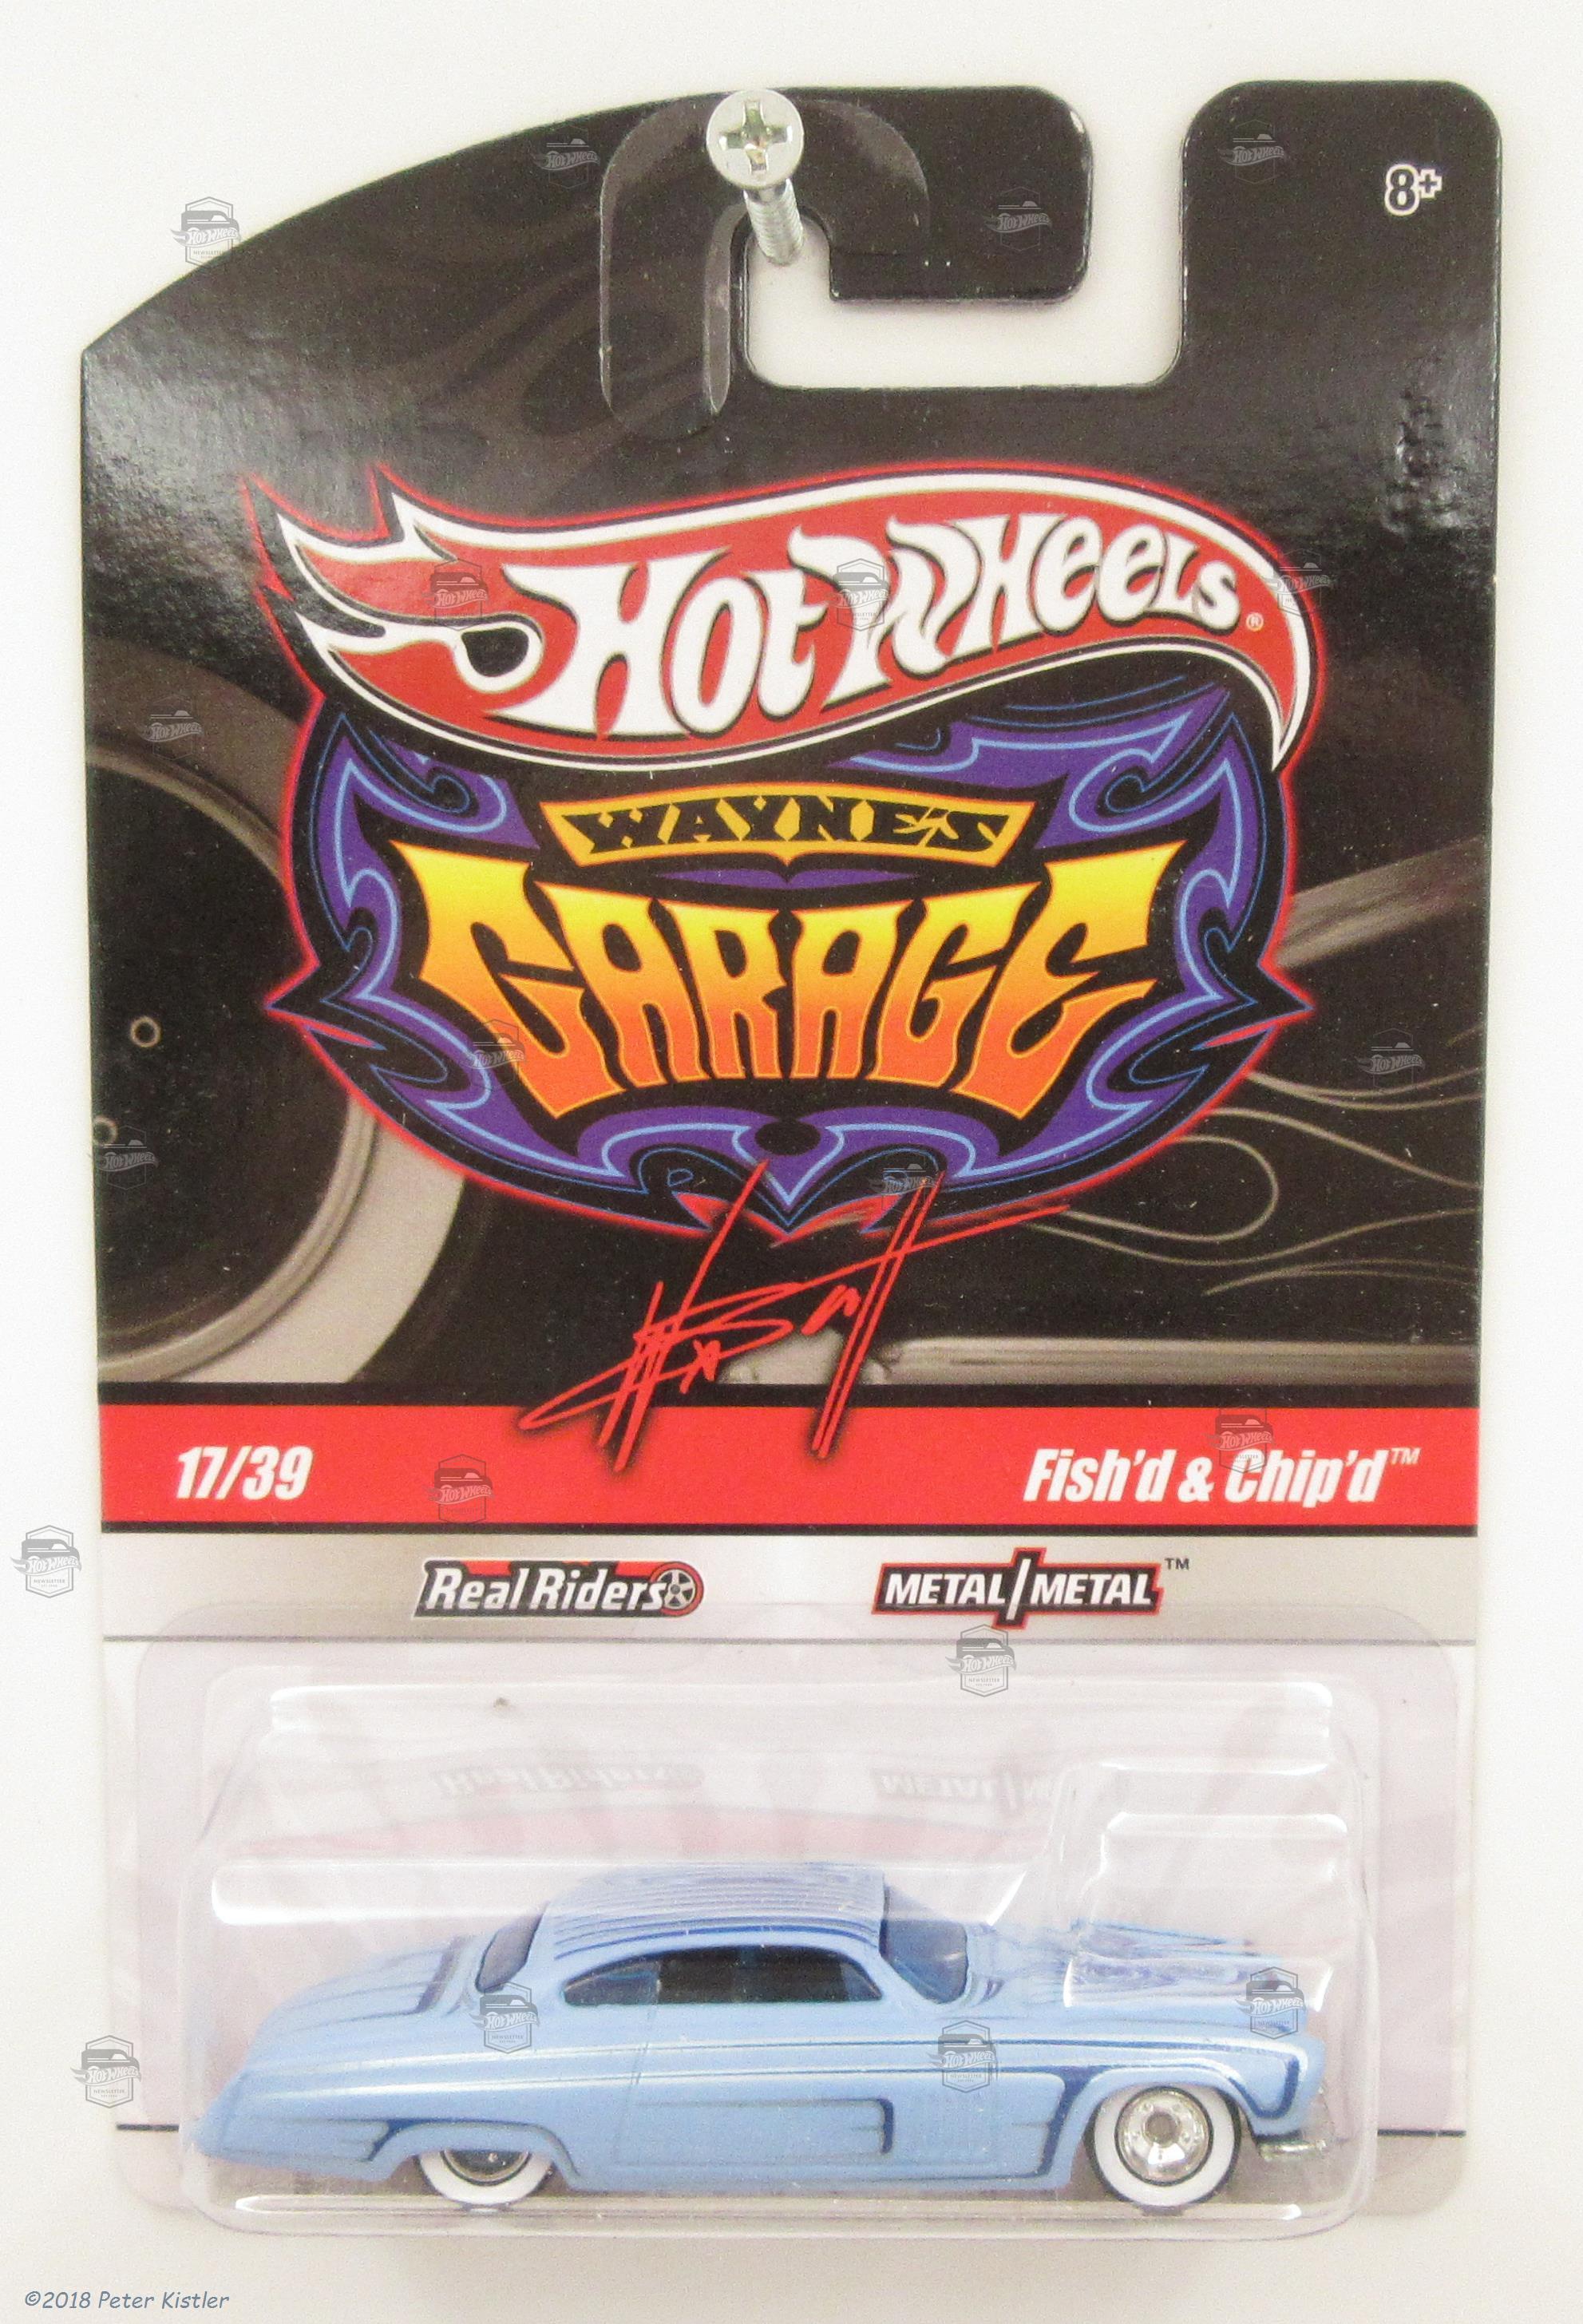 8+
Hot Wheels®
WAYNE'S
GARAGE
17/39
Fish'd & Chip'd™
Real Riders
METAL/METAL™
©2018 Peter Kistler